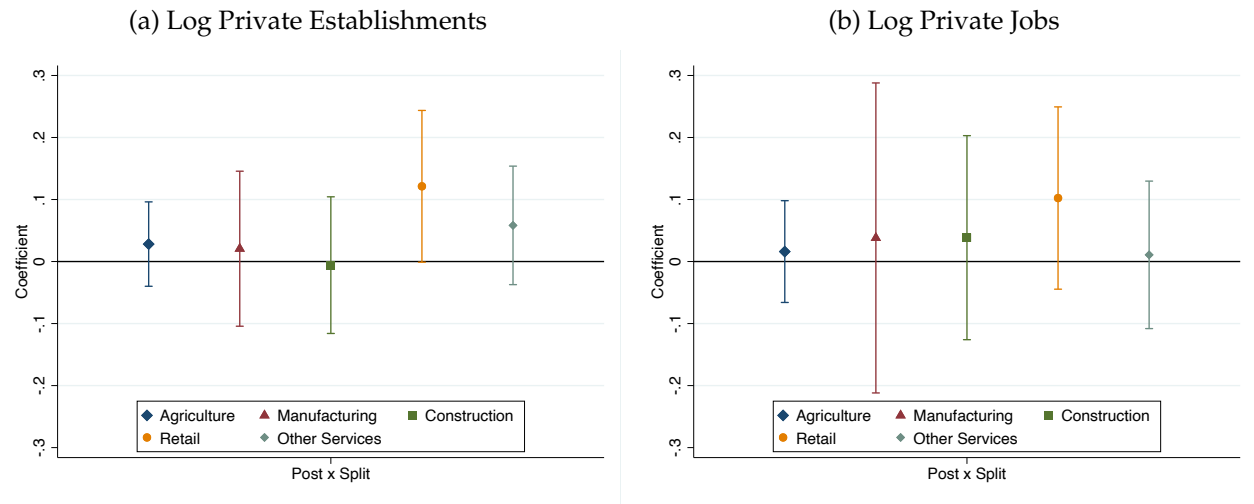 (a) Log Private Establishments
.3
.2
.1
0
-.1
-.2
-.3
Coefficient
Agriculture Manufacturing Construction
Retail Other Services
Post x Split
(b) Log Private Jobs
.3
.2
.1
0
-.1
-.2
-.3
Coefficient
Agriculture Manufacturing Construction
Retail Other Services
Post x Split